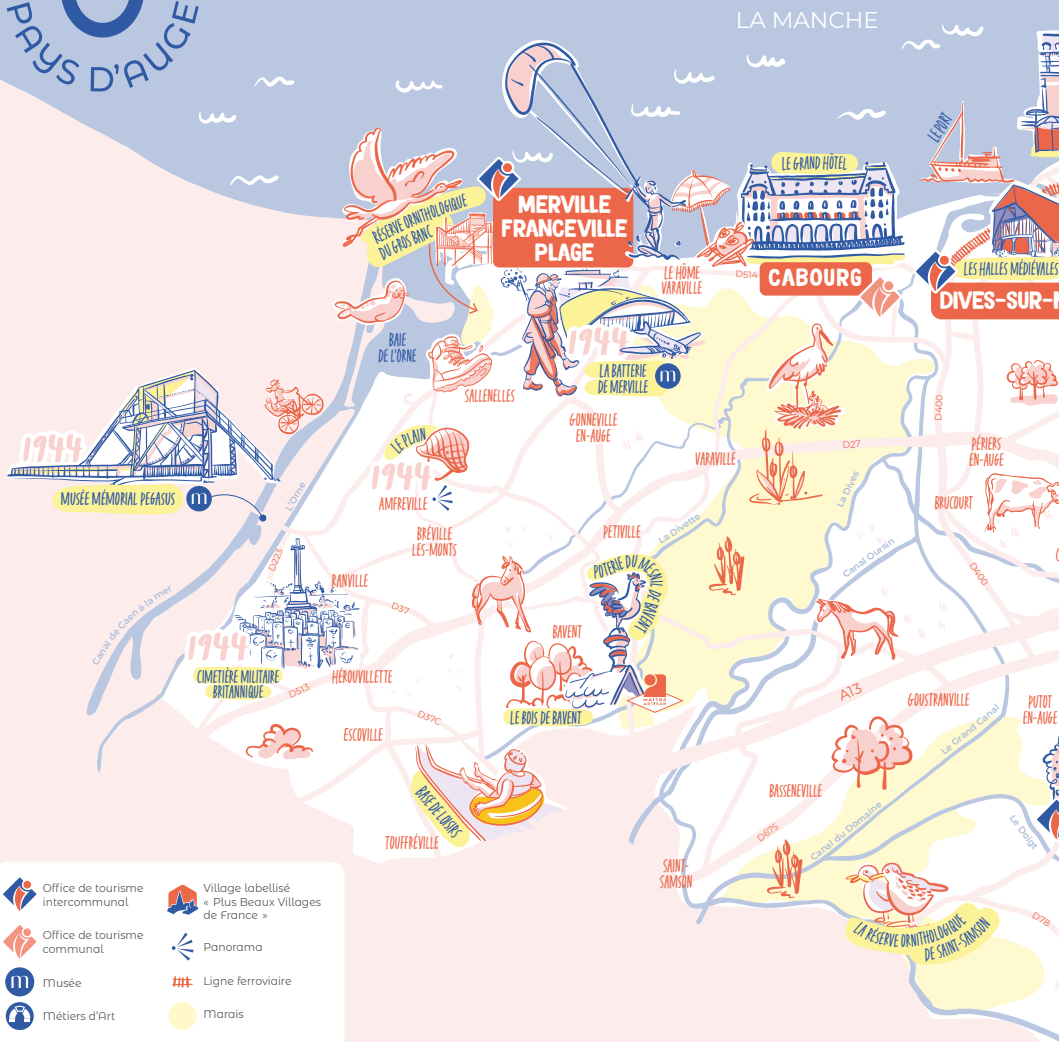 PAYS D'AUGE
LA MANCHE
LE PORT
LE GRAND HÔTEL
RÉSERVE ORNITHOLOGIQUE
DU GROS BANC
MERVILLE
FRANCEVILLE
PLAGE
LE HÔME
VARAVILLE
D514
CABOURG
LES HALLES MÉDIÉVALES
DIVES-SUR-M
BAIE
DE L'ORNE
1944
LA BATTERIE
DE MERVILLE
m
SALLENELLES
GONNEVILLE
EN-AUGE
D400
D27
PÉRIERS
EN-AUGE
VARAVILLE
LE PLAIN
1944
AMFREVILLE
1944
MUSÉE MÉMORIAL PEGASUS
m
L'Orne
La Dives
BRUCOURT
BRÉVILLE
LES-MONTS
PETIVILLE
La Divette
Canal Oursin
D223
RANVILLE
D37
POTERIE DU MESNIL DE BAVENT
D400
Canal de Caen à la mer
BAVENT
1944
CIMETIÈRE MILITAIRE
BRITANNIQUE
HÉROUVILLETTE
D513
MAITRE
ARTISAN
LE BOIS DE BAVENT
A13
GOUSTRANVILLE
PUTOT
EN-AUGE
D37C
ESCOVILLE
Le Grand Canal
BASE DE LOISIRS
TOUFFRÉVILLE
BASSENEVILLE
D675
Canal du Domaine
Le Doigt
SAINT-
SAMSON
LA RÉSERVE ORNITHOLOGIQUE
DE SAINT-SAMSON
D78
Office de tourisme
intercommunal
Office de tourisme
communal
m
Musée
Métiers d'Art
Village labellisé
« Plus Beaux Villages
de France »
Panorama
Ligne ferroviaire
Marais